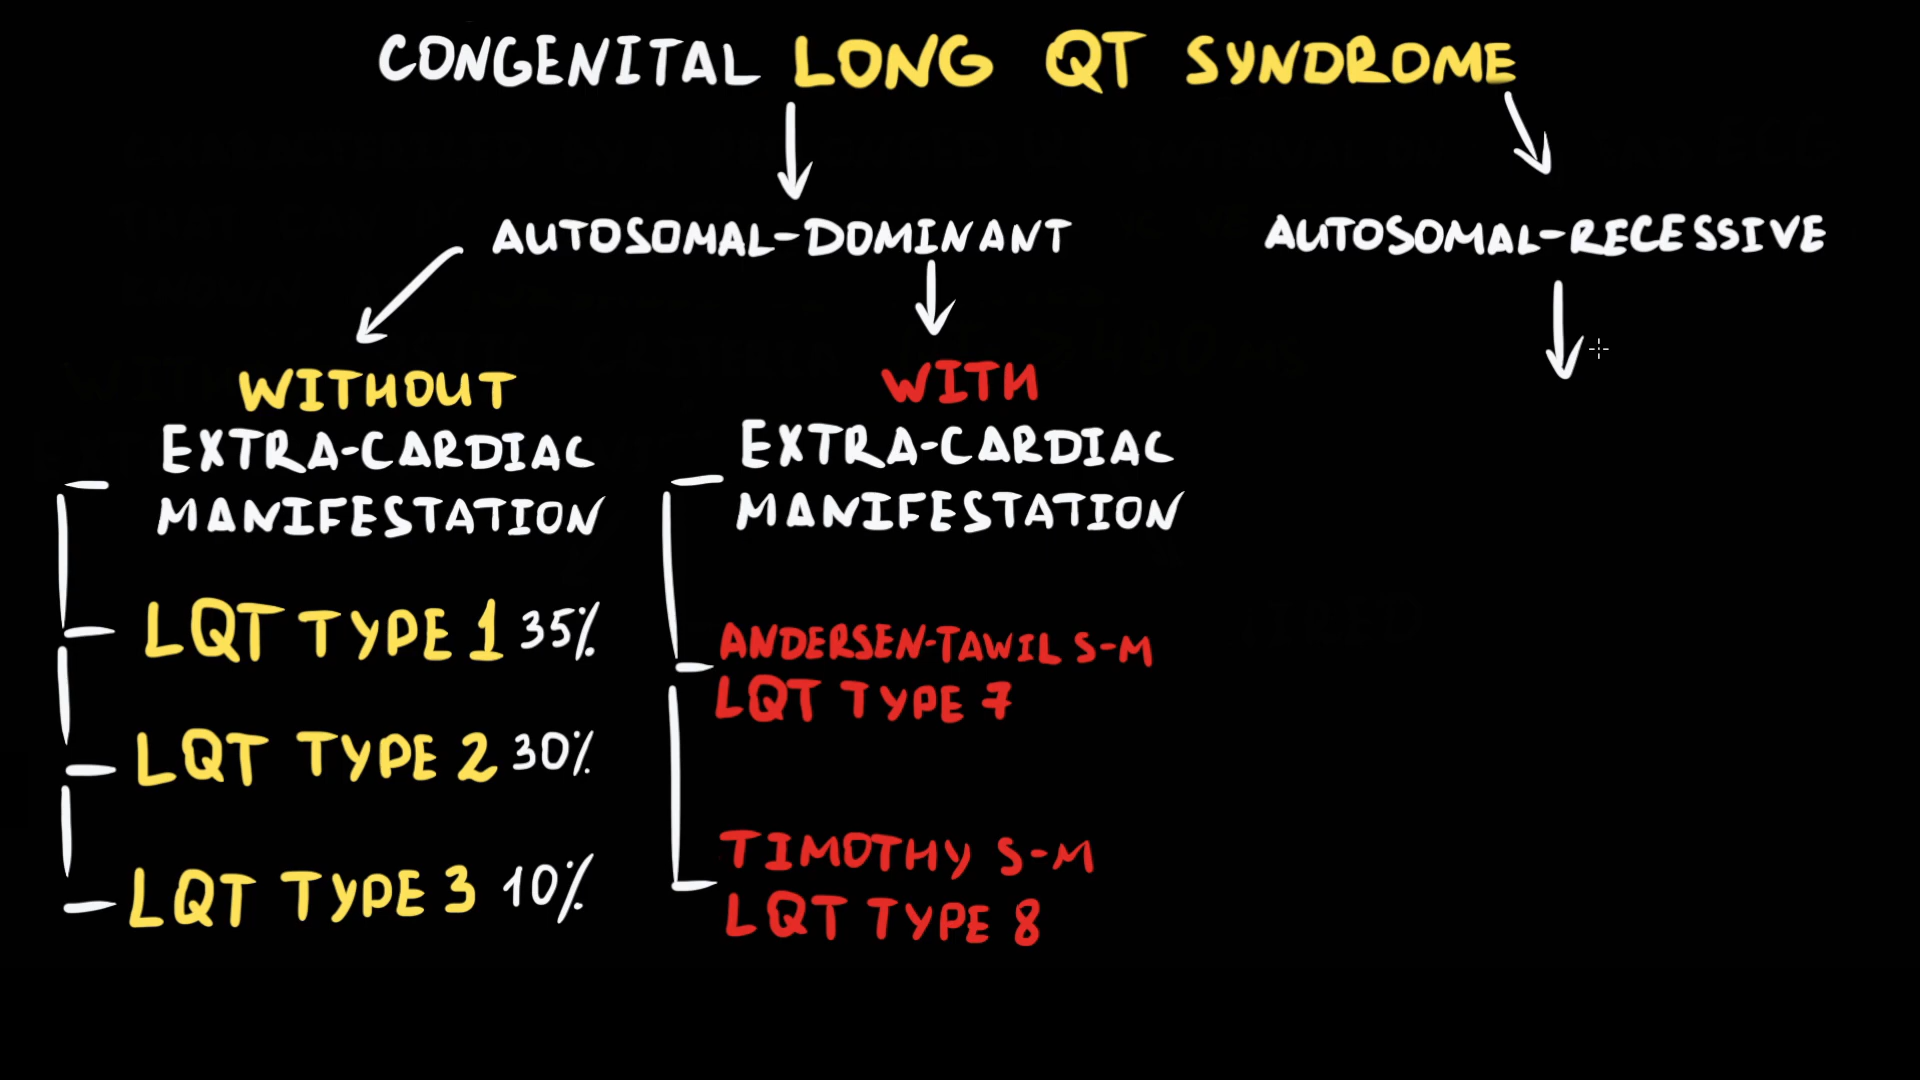 CONGENITAL LONG QT SYNDROME
AUTOSOMAL-DOMINANT
AUTOSOMAL-RECESSIVE
WITHOUT
EXTRA-CARDIAC
MANIFESTATION
LQT TYPE 1 35%
LQT TYPE 2 30%
LQT TYPE 3 10%
WITH
EXTRA-CARDIAC
MANIFESTATION
ANDERSEN-TAWIL S-M
LQT TYPE 7
TIMOTHY S-M
LQT TYPE 8